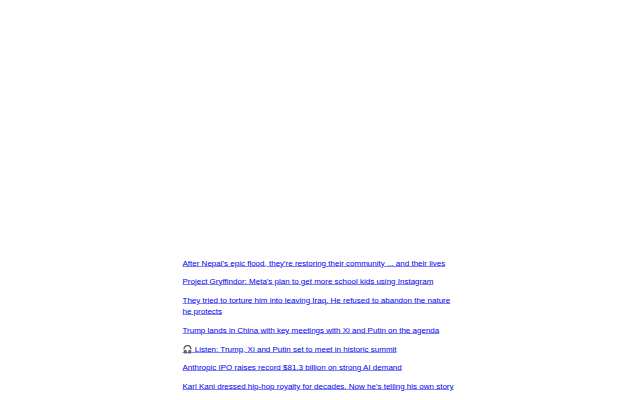 After Nepal's epic flood, they're restoring their community ... and their lives
Project Gryffindor: Meta's plan to get more school kids using Instagram
They tried to torture him into leaving Iraq. He refused to abandon the nature
he protects
Trump lands in China with key meetings with Xi and Putin on the agenda
🎧 Listen: Trump, Xi and Putin set to meet in historic summit
Anthropic IPO raises record $81.3 billion on strong AI demand
Karl Kani dressed hip-hop royalty for decades. Now he's telling his own story